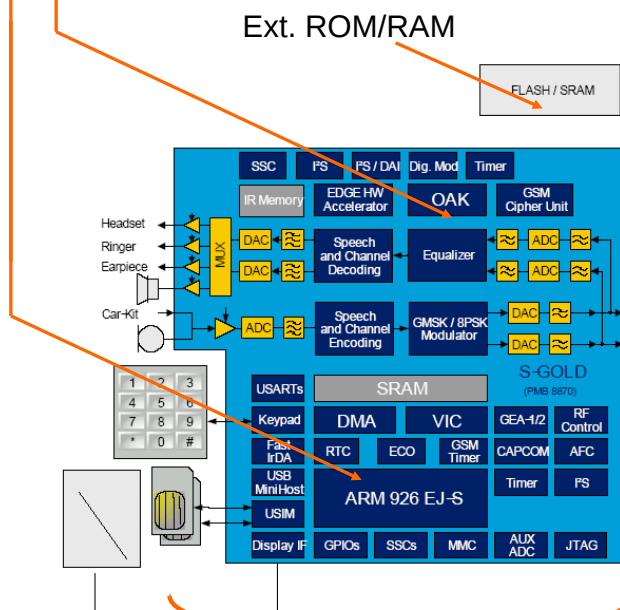 Ext. ROM/RAM
FLASH / SRAM
SSC
I²S
I²S / DAI
Dig. Mod
Timer
IR Memory
EDGE HW
Accelerator
OAK
GSM
Cipher Unit
Headset
Ringer
Earpiece
Car-Kit
MUX
DAC
DAC
Speech
and Channel
Decoding
Equalizer
ADC
ADC
ADC
Speech
and Channel
Encoding
GMSK / 8PSK
Modulator
DAC
DAC
S-GOLD
(PMB 8870)
1 2 3
4 5 6
7 8 9
* 0 #
USARTs
SRAM
Keypad
DMA
VIC
GEA-1/2
RF
Control
Fast
IrDA
RTC
ECO
GSM
Timer
CAPCOM
AFC
USB
MiniHost
ARM 926 EJ-S
Timer
I²S
USIM
Display IF
GPIOs
SSCs
MMC
AUX
ADC
JTAG